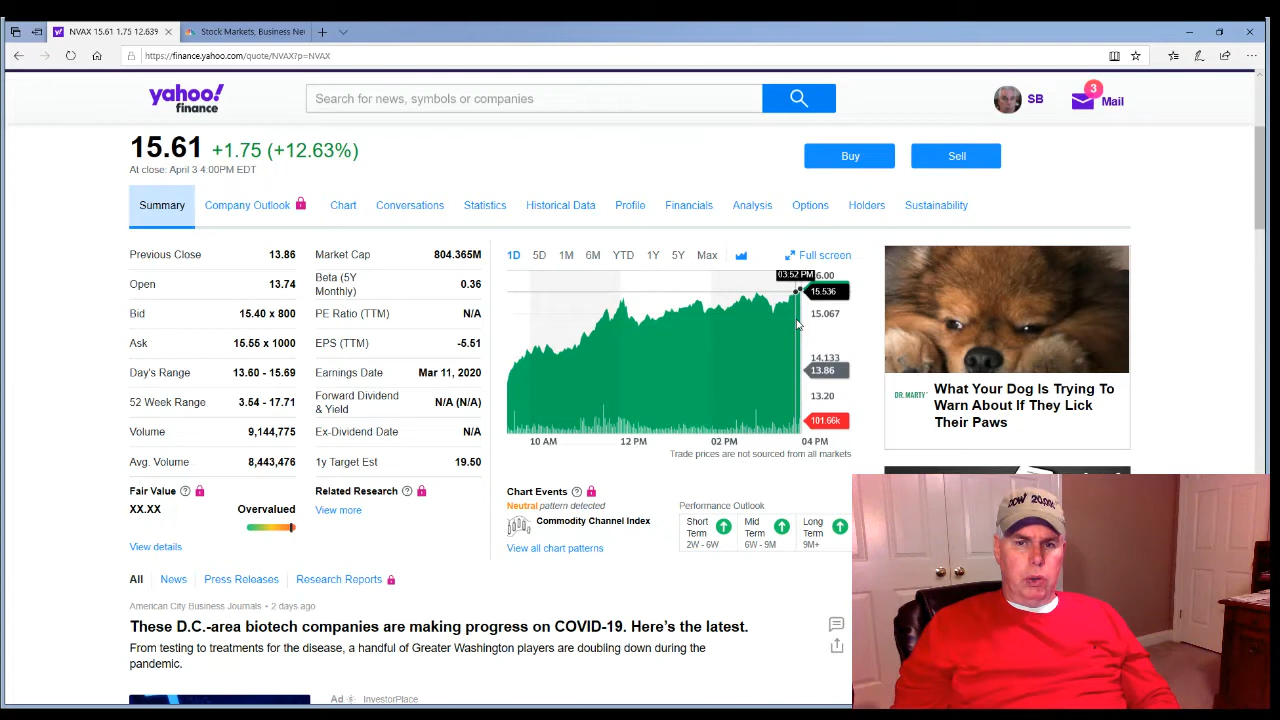 NVAX 15.61 1.75 12.639
Stock Markets, Business Ne
https://finance.yahoo.com/quote/NVAX?p=NVAX
yahoo!
finance
Search for news, symbols or companies
SB
3
Mail
15.61 +1.75 (+12.63%)
At close: April 3 4:00PM EDT
Buy
Sell
Summary
Company Outlook
Chart
Conversations
Statistics
Historical Data
Profile
Financials
Analysis
Options
Holders
Sustainability
Previous Close 13.86
Open 13.74
Bid 15.40 x 800
Ask 15.55 x 1000
Day's Range 13.60 - 15.69
52 Week Range 3.54 - 17.71
Volume 9,144,775
Avg. Volume 8,443,476
Fair Value
XX.XX Overvalued
View details
Market Cap 804.365M
Beta (5Y
Monthly) 0.36
PE Ratio (TTM) N/A
EPS (TTM) -5.51
Earnings Date Mar 11, 2020
Forward Dividend
& Yield N/A (N/A)
Ex-Dividend Date N/A
1y Target Est 19.50
Related Research
View more
1D 5D 1M 6M YTD 1Y 5Y Max Full screen
03:52 PM
6.00
15.536
15.067
14.133
13.86
13.20
101.66k
10 AM 12 PM 02 PM 04 PM
Trade prices are not sourced from all markets
Chart Events
Neutral pattern detected
Commodity Channel Index
View all chart patterns
Performance Outlook
Short
Term
2W - 6W
Mid
Term
6W - 9M
Long
Term
9M+
DR. MARTY
What Your Dog Is Trying To
Warn About If They Lick
Their Paws
DOW 20,000
All
News
Press Releases
Research Reports
American City Business Journals • 2 days ago
These D.C.-area biotech companies are making progress on COVID-19. Here's the latest.
From testing to treatments for the disease, a handful of Greater Washington players are doubling down during the
pandemic.
Ad
InvestorPlace